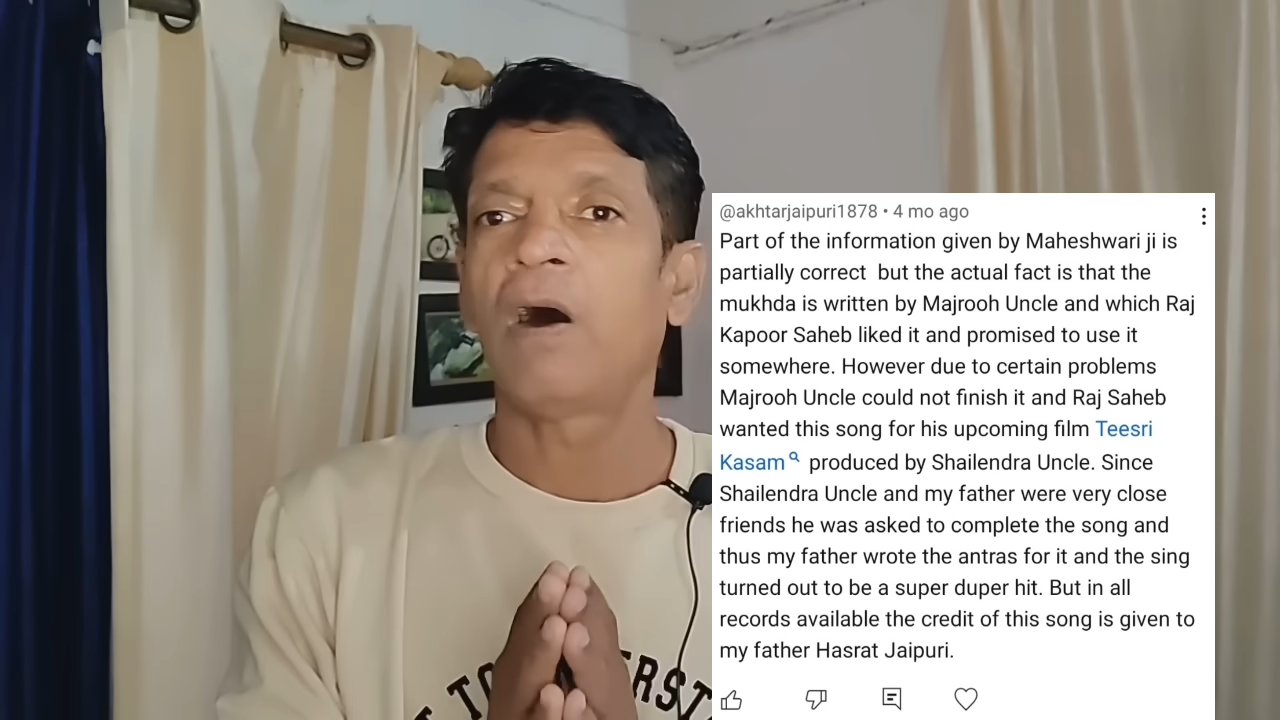 @akhtarjaipuri1878 • 4 mo ago
Part of the information given by Maheshwari ji is
partially correct  but the actual fact is that the
mukhda is written by Majrooh Uncle and which Raj
Kapoor Saheb liked it and promised to use it
somewhere. However due to certain problems
Majrooh Uncle could not finish it and Raj Saheb
wanted this song for his upcoming film Teesri
Kasam produced by Shailendra Uncle. Since
Shailendra Uncle and my father were very close
friends he was asked to complete the song and
thus my father wrote the antras for it and the sing
turned out to be a super duper hit. But in all
records available the credit of this song is given to
my father Hasrat Jaipuri.